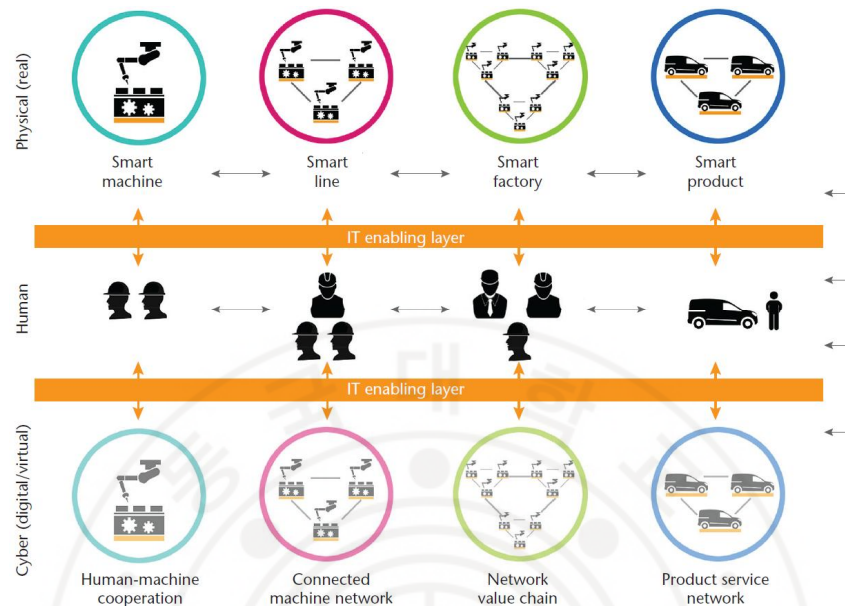 Physical (real)
Smart
machine
Smart
line
Smart
factory
Smart
product
IT enabling layer
Human
IT enabling layer
Cyber (digital/virtual)
Human-machine
cooperation
Connected
machine network
Network
value chain
Product service
network
대